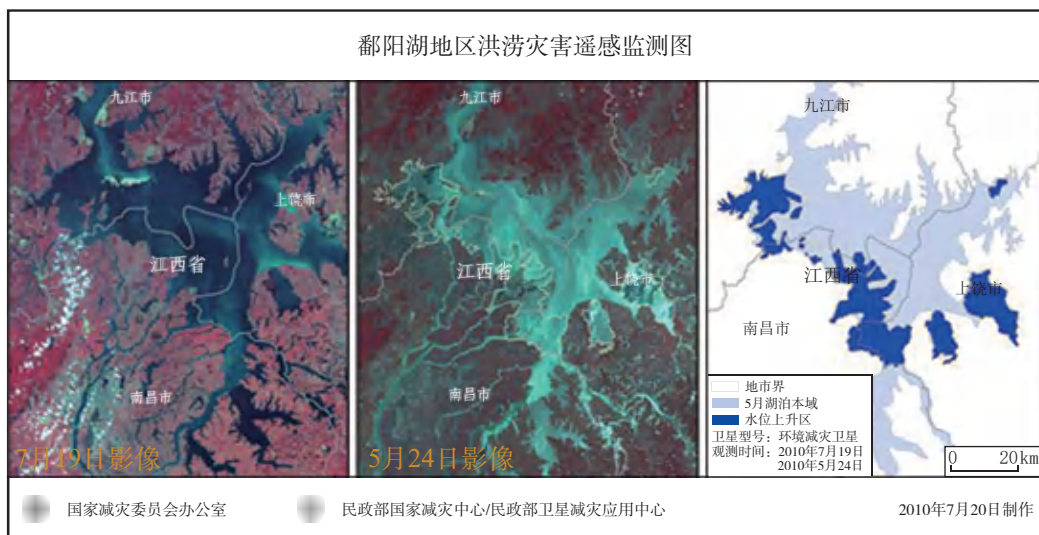 鄱阳湖地区洪涝灾害遥感监测图
九江市
上饶市
江西省
南昌市
7月19日影像
九江市
江西省
上饶市
南昌市
5月24日影像
九江市
江西省
上饶市
南昌市
地市界
5月湖泊本域
水位上升区
卫星型号：环境减灾卫星
观测时间：2010年7月19日
2010年5月24日
0 20km
国家减灾委员会办公室
民政部国家减灾中心/民政部卫星减灾应用中心
2010年7月20日制作